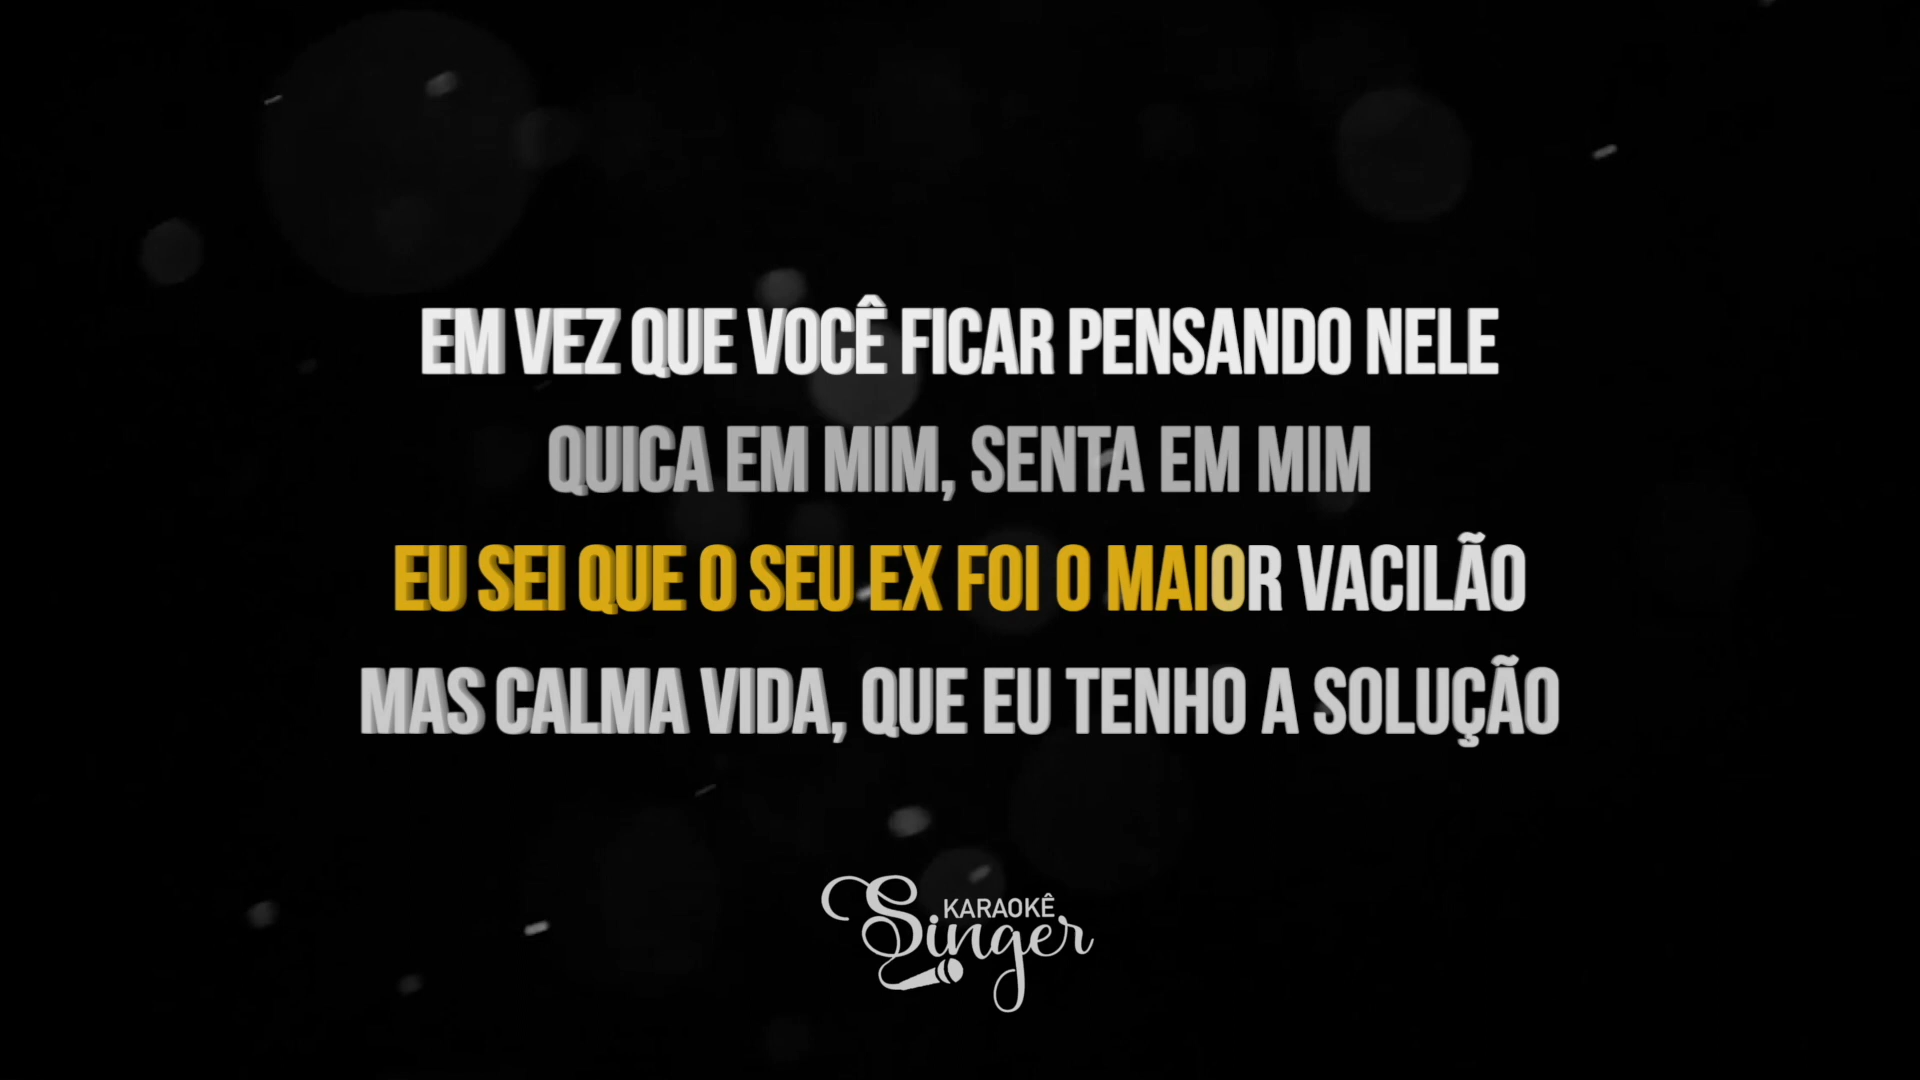 EM VEZ QUE VOCÊ FICAR PENSANDO NELE
QUICA EM MIM, SENTA EM MIM
EU SEI QUE O SEU EX FOI O MAIOR VACILÃO
MAS CALMA VIDA, QUE EU TENHO A SOLUÇÃO
KARAOKÊ
Singer